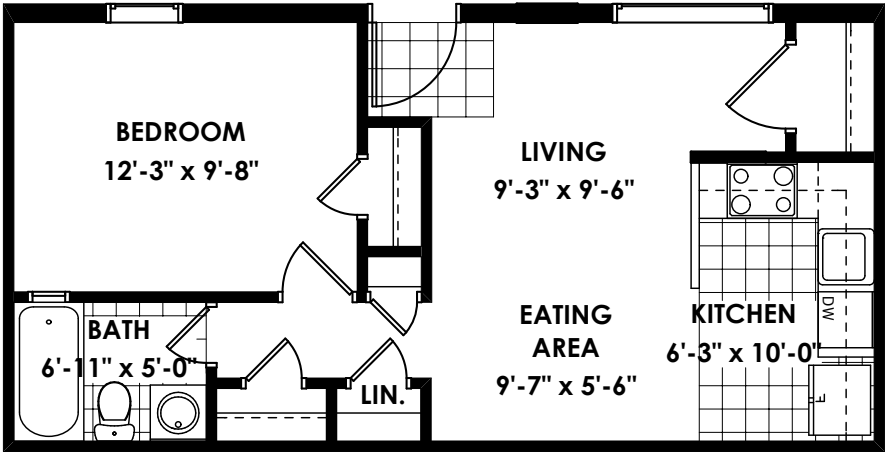 BEDROOM
12'-3" x 9'-8"
LIVING
9'-3" x 9'-6"
BATH
6'-11" x 5'-0"
EATING
AREA
9'-7" x 5'-6"
KITCHEN
6'-3" x 10'-0"
DW
LIN.
F